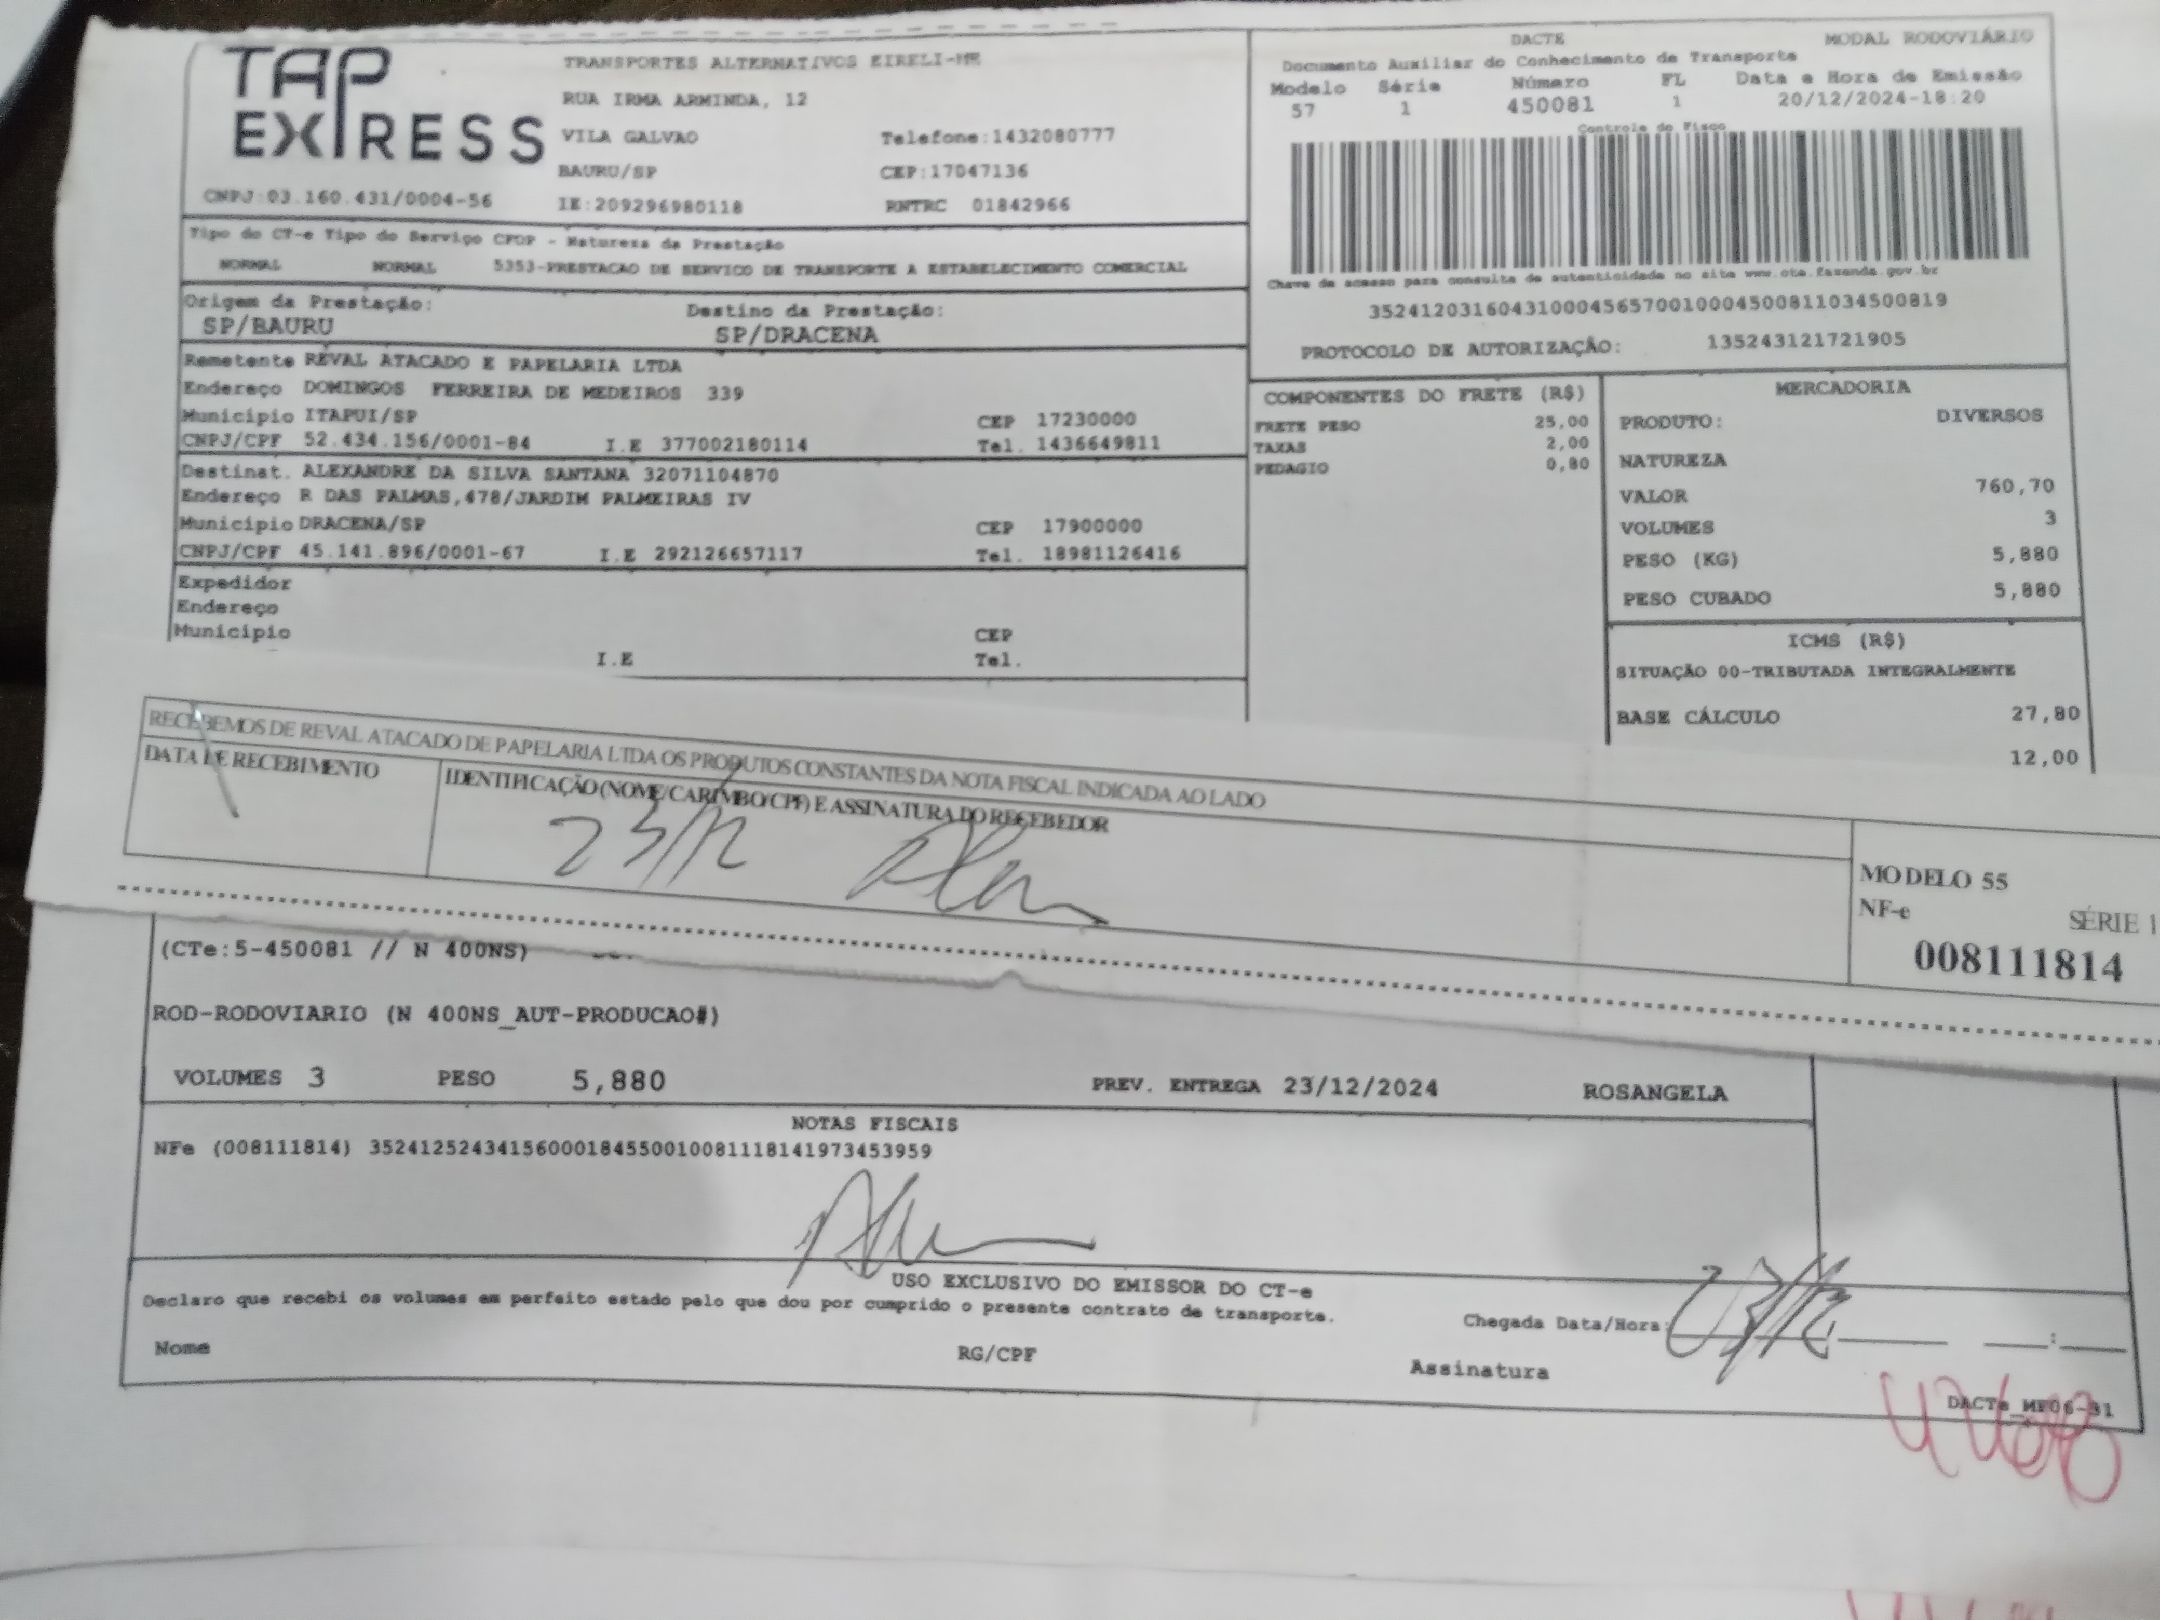 TAP
EXPRESS
TRANSPORTES ALTERNATIVOS EIRELI-ME
RUA IRMA ARMINDA, 12
VILA GALVAO Telefone:1432080777
BAURU/SP CEP:17047136
CNPJ:03.160.431/0004-56 IE:209296980118 RNTRC 01842966
DACTE MODAL RODOVIÁRIO
Documento Auxiliar do Conhecimento de Transporte
Modelo Série Número FL Data e Hora de Emissão
57 1 450081 1 20/12/2024-18:20
Controle do Fisco
Chave de acesso para consulta de autenticidade no site www.cte.fazenda.gov.br
35241203160431000456570010004500811034500819
PROTOCOLO DE AUTORIZAÇÃO: 135243121721905
Tipo do CT-e Tipo do Serviço CFOP - Natureza da Prestação
NORMAL NORMAL 5353-PRESTACAO DE SERVICO DE TRANSPORTE A ESTABELECIMENTO COMERCIAL
Origem da Prestação: Destino da Prestação:
SP/BAURU SP/DRACENA
Remetente REVAL ATACADO E PAPELARIA LTDA
Endereço DOMINGOS FERREIRA DE MEDEIROS 339
Município ITAPUI/SP CEP 17230000
CNPJ/CPF 52.434.156/0001-84 I.E 377002180114 Tel. 1436649811
Destinat. ALEXANDRE DA SILVA SANTANA 32071104870
Endereço R DAS PALMAS,478/JARDIM PALMEIRAS IV
Município DRACENA/SP CEP 17900000
CNPJ/CPF 45.141.896/0001-67 I.E 292126657117 Tel. 18981126416
Expedidor
Endereço
Município CEP
I.E Tel.
COMPONENTES DO FRETE (R$)
FRETE PESO 25,00
TAXAS 2,00
PEDAGIO 0,80
MERCADORIA
PRODUTO: DIVERSOS
NATUREZA
VALOR 760,70
VOLUMES 3
PESO (KG) 5,880
PESO CUBADO 5,880
ICMS (R$)
SITUAÇÃO 00-TRIBUTADA INTEGRALMENTE
BASE CÁLCULO 27,80
12,00
RECEBEMOS DE REVAL ATACADO DE PAPELARIA LTDA OS PRODUTOS CONSTANTES DA NOTA FISCAL INDICADA AO LADO
DATA DE RECEBIMENTO IDENTIFICAÇÃO (NOME/CARIMBO/CPF) E ASSINATURA DO RECEBEDOR
23/12
MODELO 55
NF-e SÉRIE 1
008111814
(CTe:5-450081 // N 400NS)
ROD-RODOVIARIO (N 400NS_AUT-PRODUCAO#)
VOLUMES 3 PESO 5,880 PREV. ENTREGA 23/12/2024 ROSANGELA
NOTAS FISCAIS
NFe (008111814) 35241252434156000184550010081118141973453959
USO EXCLUSIVO DO EMISSOR DO CT-e
Declaro que recebi os volumes em perfeito estado pelo que dou por cumprido o presente contrato de transporte.
Chegada Data/Hora: 23/12 :
Nome RG/CPF Assinatura